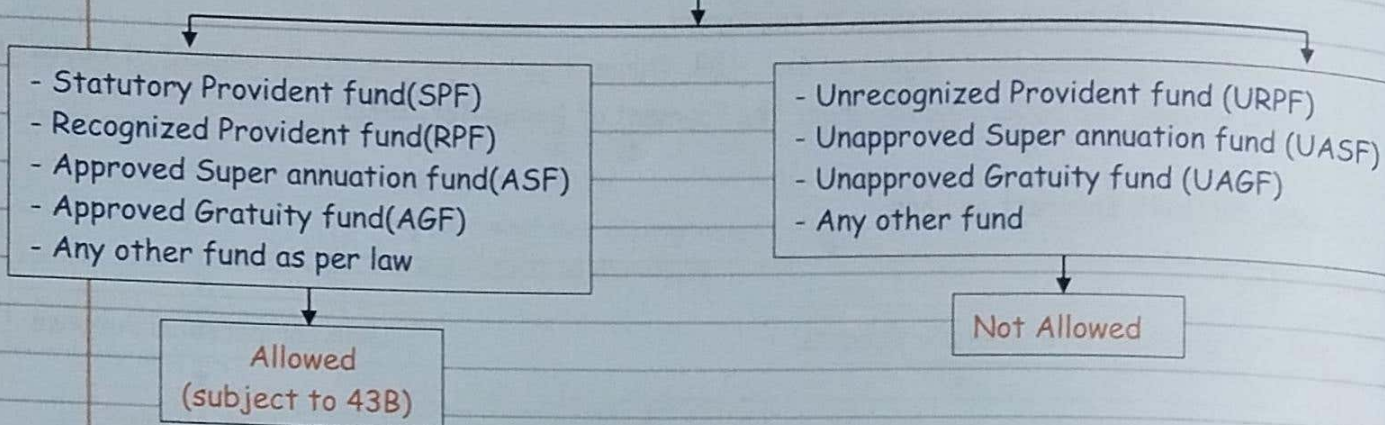 - Statutory Provident fund(SPF)
- Recognized Provident fund(RPF)
- Approved Super annuation fund(ASF)
- Approved Gratuity fund(AGF)
- Any other fund as per law
Allowed
(subject to 43B)
- Unrecognized Provident fund (URPF)
- Unapproved Super annuation fund (UASF)
- Unapproved Gratuity fund (UAGF)
- Any other fund
Not Allowed